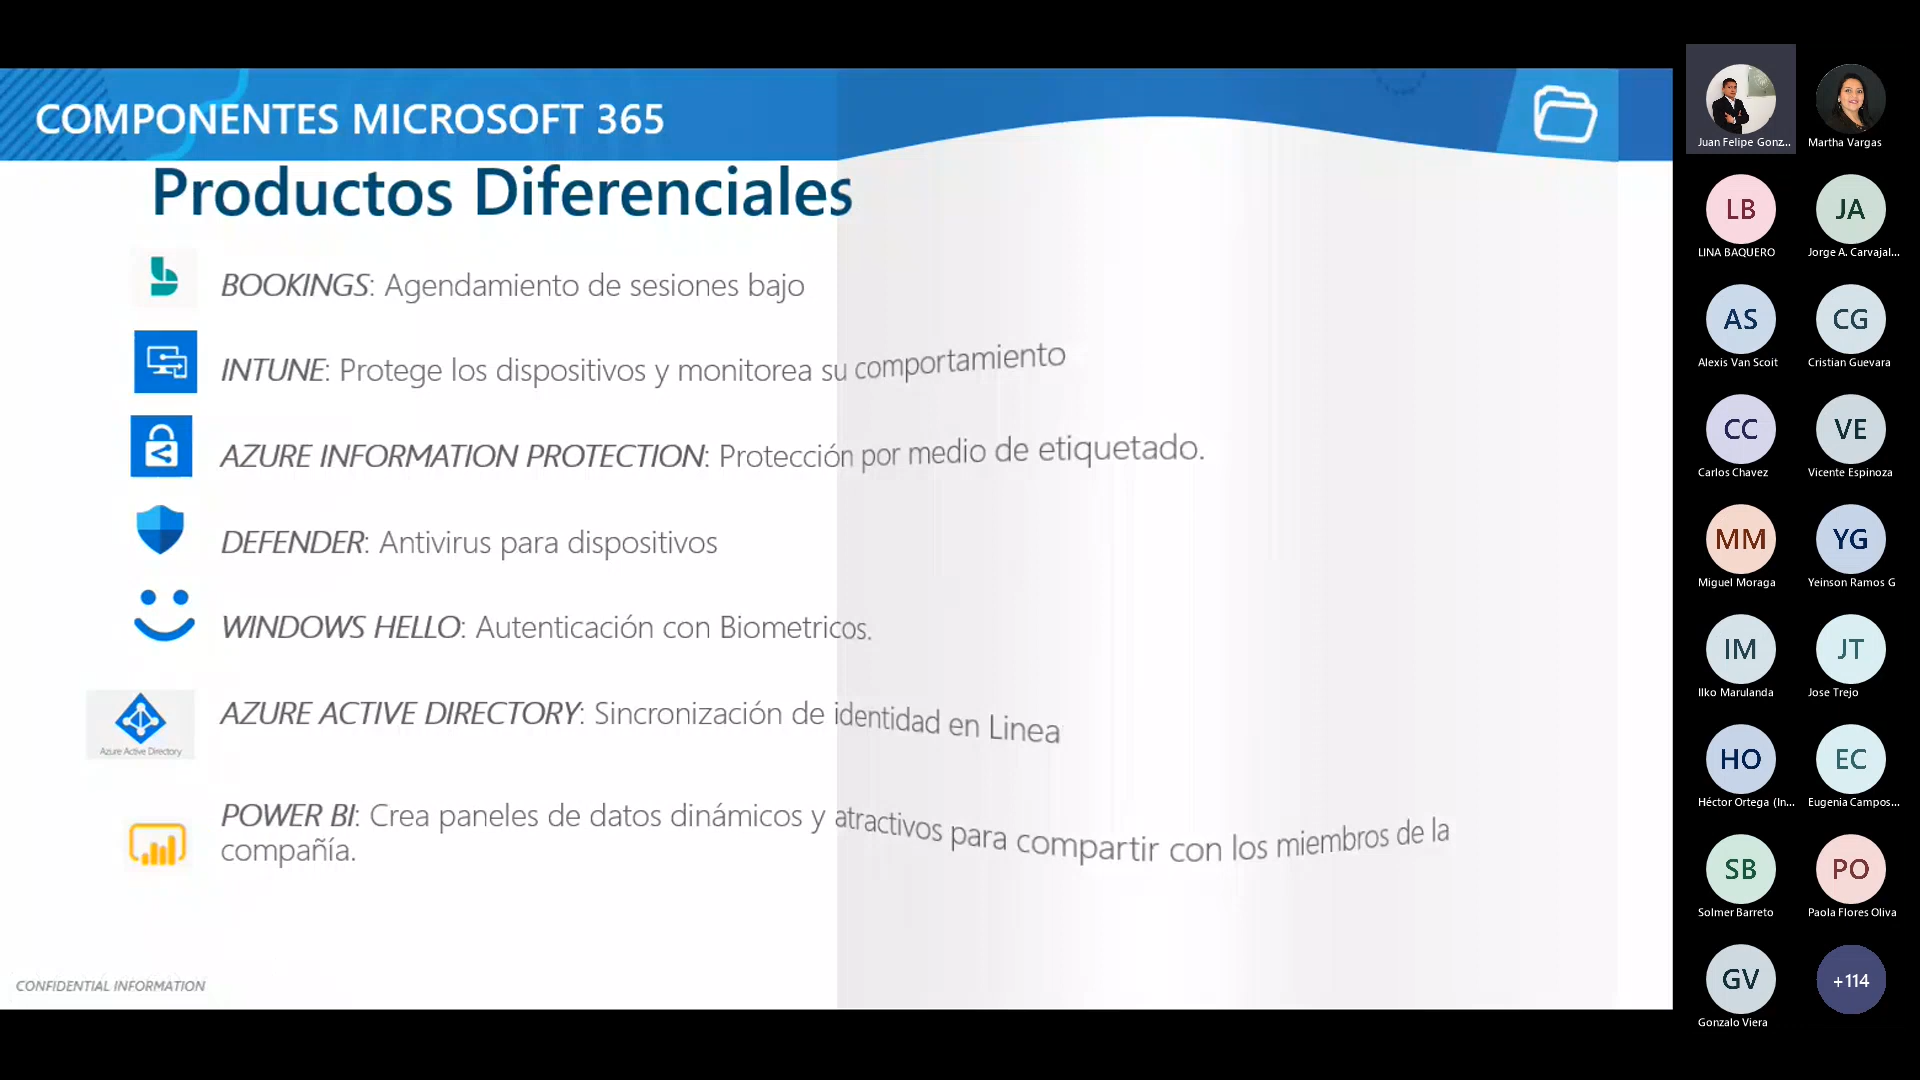 COMPONENTES MICROSOFT 365
Productos Diferenciales
BOOKINGS: Agendamiento de sesiones bajo
INTUNE: Protege los dispositivos y monitorea su comportamiento
AZURE INFORMATION PROTECTION: Protección por medio de etiquetado.
DEFENDER: Antivirus para dispositivos
WINDOWS HELLO: Autenticación con Biometricos.
AZURE ACTIVE DIRECTORY: Sincronización de identidad en Linea
Azure Active Directory
POWER BI: Crea paneles de datos dinámicos y atractivos para compartir con los miembros de la
compañía.
CONFIDENTIAL INFORMATION
Juan Felipe Gonz...
Martha Vargas
LB
JA
LINA BAQUERO
Jorge A. Carvajal...
AS
CG
Alexis Van Scoit
Cristian Guevara
CC
VE
Carlos Chavez
Vicente Espinoza
MM
YG
Miguel Moraga
Yeinson Ramos G
IM
JT
Ilko Marulanda
Jose Trejo
HO
EC
Héctor Ortega (In...
Eugenia Campos...
SB
PO
Solmer Barreto
Paola Flores Oliva
GV
+114
Gonzalo Viera